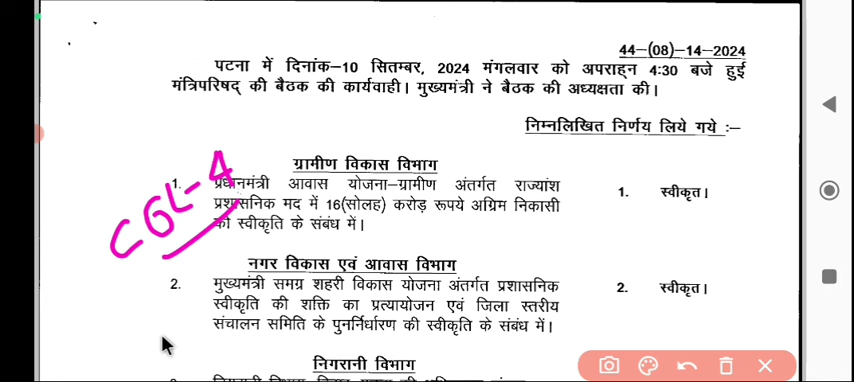 44-(08)-14-2024
पटना में दिनांक-10 सितम्बर, 2024 मंगलवार को अपराह्न 4:30 बजे हुई
मंत्रिपरिषद् की बैठक की कार्यवाही। मुख्यमंत्री ने बैठक की अध्यक्षता की।
निम्नलिखित निर्णय लिये गये :—
ग्रामीण विकास विभाग
1. प्रधानमंत्री आवास योजना-ग्रामीण अंतर्गत राज्यांश 1. स्वीकृत।
प्रशासनिक मद में 16(सोलह) करोड़ रूपये अग्रिम निकासी
की स्वीकृति के संबंध में।
CGL-4
नगर विकास एवं आवास विभाग
2. मुख्यमंत्री समग्र शहरी विकास योजना अंतर्गत प्रशासनिक 2. स्वीकृत।
स्वीकृति की शक्ति का प्रत्यायोजन एवं जिला स्तरीय
संचालन समिति के पुनर्निर्धारण की स्वीकृति के संबंध में।
निगरानी विभाग